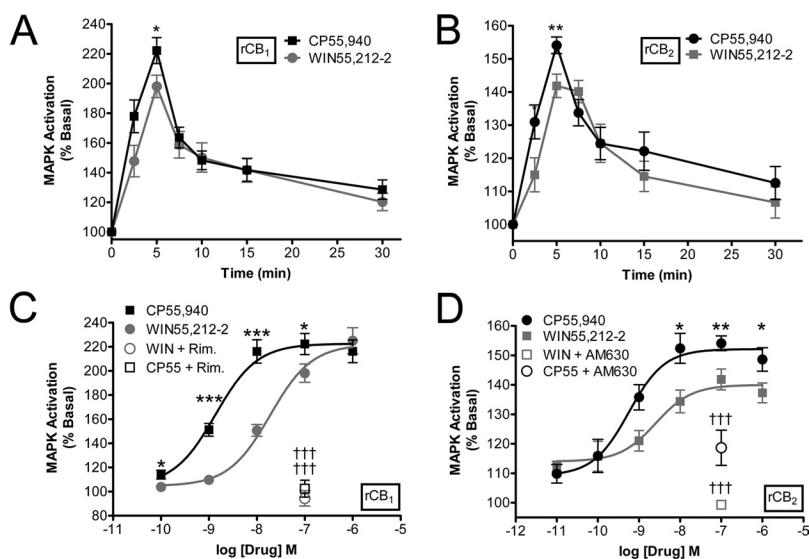 A
MAPK Activation
(% Basal)
240
220
200
180
160
140
120
100
*
rCB1
CP55,940
WIN55,212-2
0 5 10 15 20 25 30
Time (min)
B
MAPK Activation
(% Basal)
160
150
140
130
120
110
100
**
rCB2
CP55,940
WIN55,212-2
0 5 10 15 20 25 30
Time (min)
C
CP55,940
WIN55,212-2
WIN + Rim.
CP55 + Rim.
MAPK Activation
(% Basal)
240
220
200
180
160
140
120
100
80
* *** *** *
†††
†††
rCB1
-11 -10 -9 -8 -7 -6 -5
log [Drug] M
D
CP55,940
WIN55,212-2
WIN + AM630
CP55 + AM630
MAPK Activation
(% Basal)
160
150
140
130
120
110
100
* ** *
†††
†††
rCB2
-12 -11 -10 -9 -8 -7 -6 -5
log [Drug] M